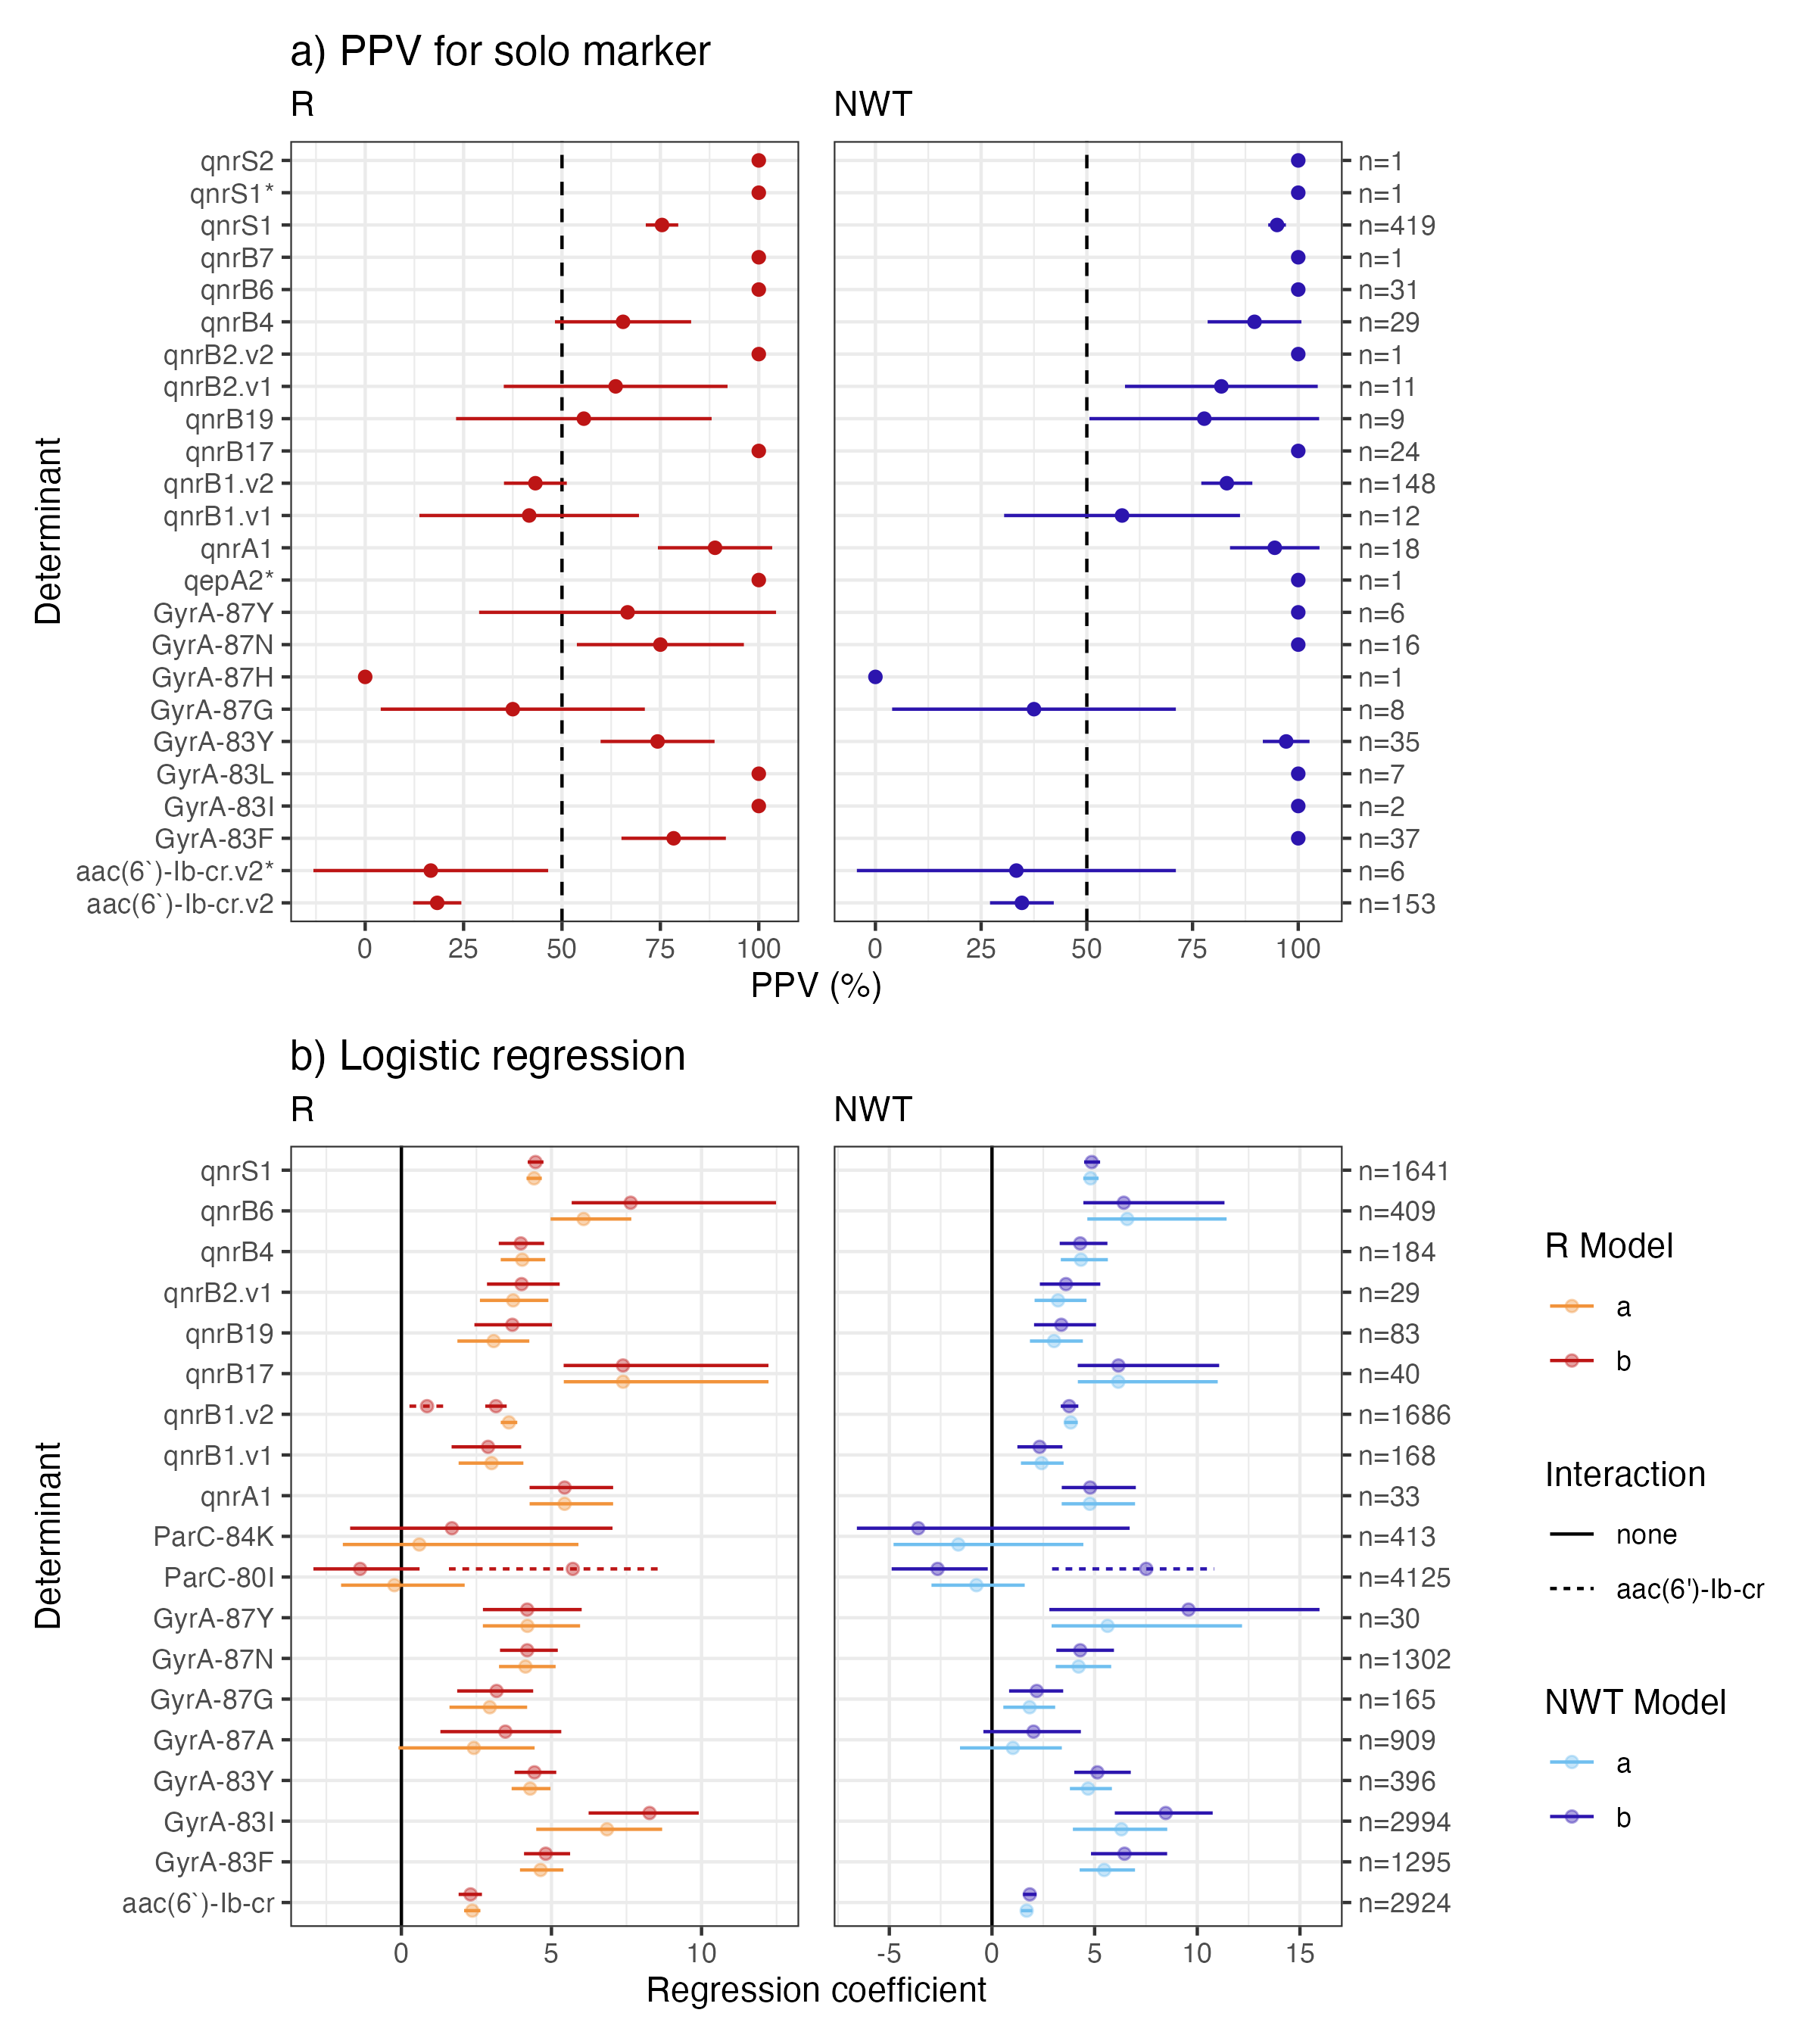 a) PPV for solo marker
R NWT
Determinant
qnrS2 n=1
qnrS1* n=1
qnrS1 n=419
qnrB7 n=1
qnrB6 n=31
qnrB4 n=29
qnrB2.v2 n=1
qnrB2.v1 n=11
qnrB19 n=9
qnrB17 n=24
qnrB1.v2 n=148
qnrB1.v1 n=12
qnrA1 n=18
qepA2* n=1
GyrA-87Y n=6
GyrA-87N n=16
GyrA-87H n=1
GyrA-87G n=8
GyrA-83Y n=35
GyrA-83L n=7
GyrA-83I n=2
GyrA-83F n=37
aac(6`)-Ib-cr.v2* n=6
aac(6`)-Ib-cr.v2 n=153
0 25 50 75 100 0 25 50 75 100
PPV (%)
b) Logistic regression
R NWT
Determinant
qnrS1 n=1641
qnrB6 n=409
qnrB4 n=184
qnrB2.v1 n=29
qnrB19 n=83
qnrB17 n=40
qnrB1.v2 n=1686
qnrB1.v1 n=168
qnrA1 n=33
ParC-84K n=413
ParC-80I n=4125
GyrA-87Y n=30
GyrA-87N n=1302
GyrA-87G n=165
GyrA-87A n=909
GyrA-83Y n=396
GyrA-83I n=2994
GyrA-83F n=1295
aac(6`)-Ib-cr n=2924
0 5 10 -5 0 5 10 15
Regression coefficient
R Model
a
b
Interaction
none
aac(6')-Ib-cr
NWT Model
a
b